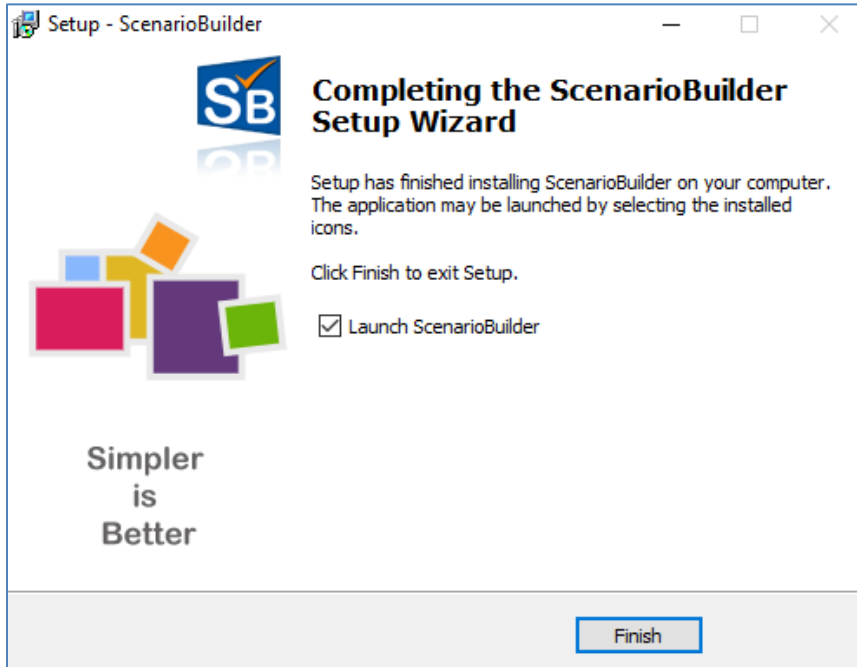 Setup - ScenarioBuilder
SB
Completing the ScenarioBuilder
Setup Wizard
Setup has finished installing ScenarioBuilder on your computer.
The application may be launched by selecting the installed
icons.
Click Finish to exit Setup.
Launch ScenarioBuilder
Simpler
is
Better
Finish